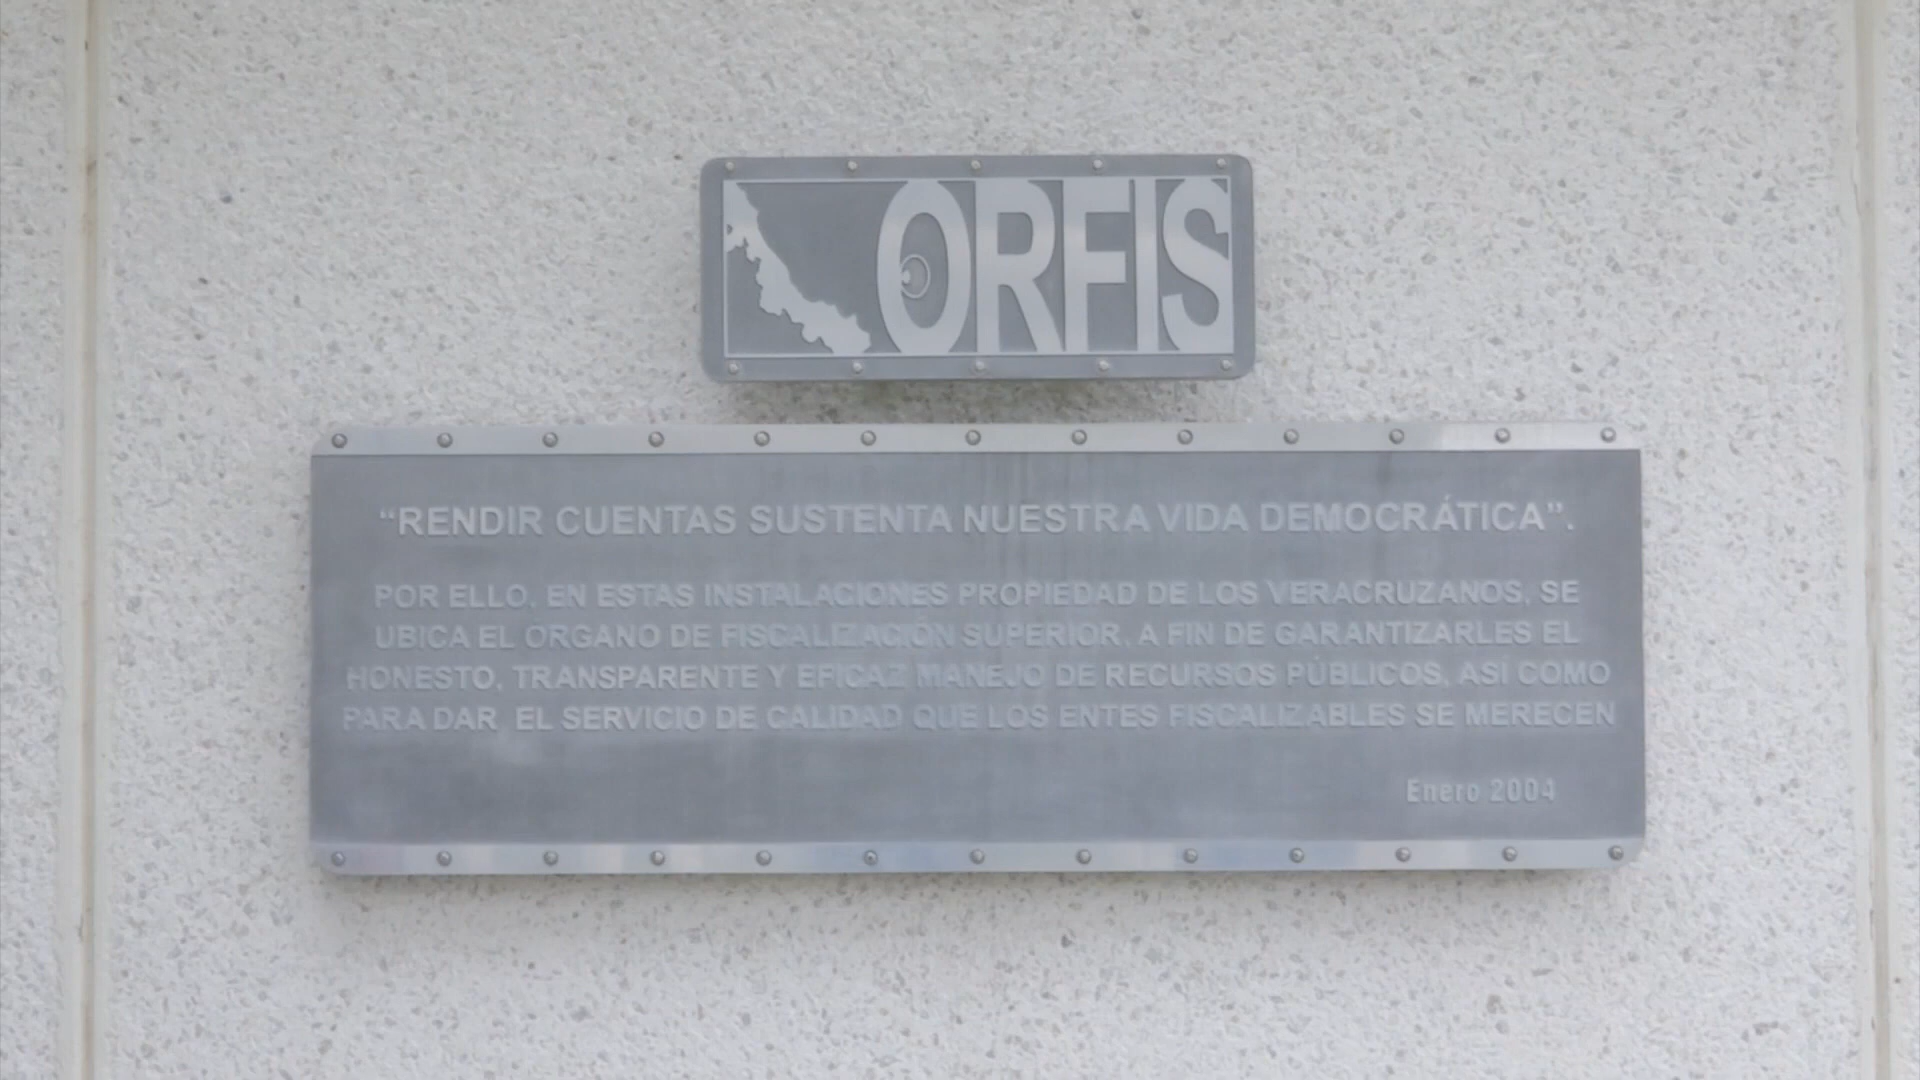 ORFIS
“RENDIR CUENTAS SUSTENTA NUESTRA VIDA DEMOCRÁTICA”.
POR ELLO, EN ESTAS INSTALACIONES PROPIEDAD DE LOS VERACRUZANOS, SE
UBICA EL ÓRGANO DE FISCALIZACIÓN SUPERIOR, A FIN DE GARANTIZARLES EL
HONESTO, TRANSPARENTE Y EFICAZ MANEJO DE RECURSOS PÚBLICOS, ASÍ COMO
PARA DAR EL SERVICIO DE CALIDAD QUE LOS ENTES FISCALIZABLES SE MERECEN
Enero 2004